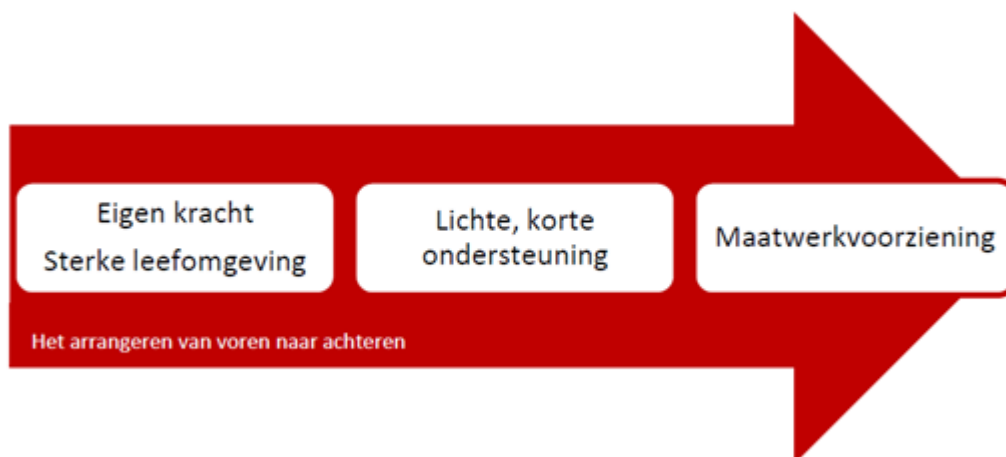 Eigen kracht
Sterke leefomgeving
Lichte, korte
ondersteuning
Maatwerkvoorziening
Het arrangeren van voren naar achteren